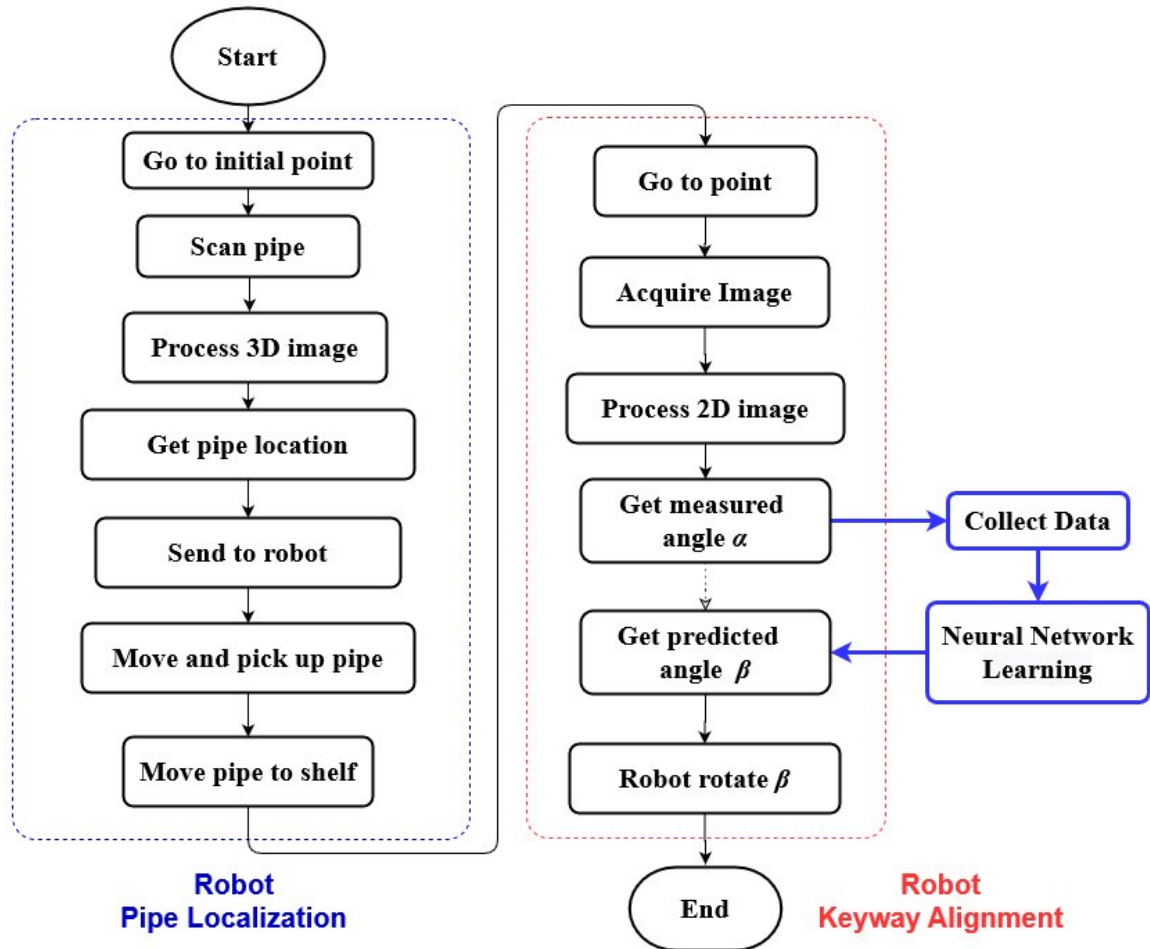 Start
Go to initial point
Scan pipe
Process 3D image
Get pipe location
Send to robot
Move and pick up pipe
Move pipe to shelf
Robot
Pipe Localization
Go to point
Acquire Image
Process 2D image
Get measured
angle α
Collect Data
Neural Network
Learning
Get predicted
angle β
Robot rotate β
End
Robot
Keyway Alignment